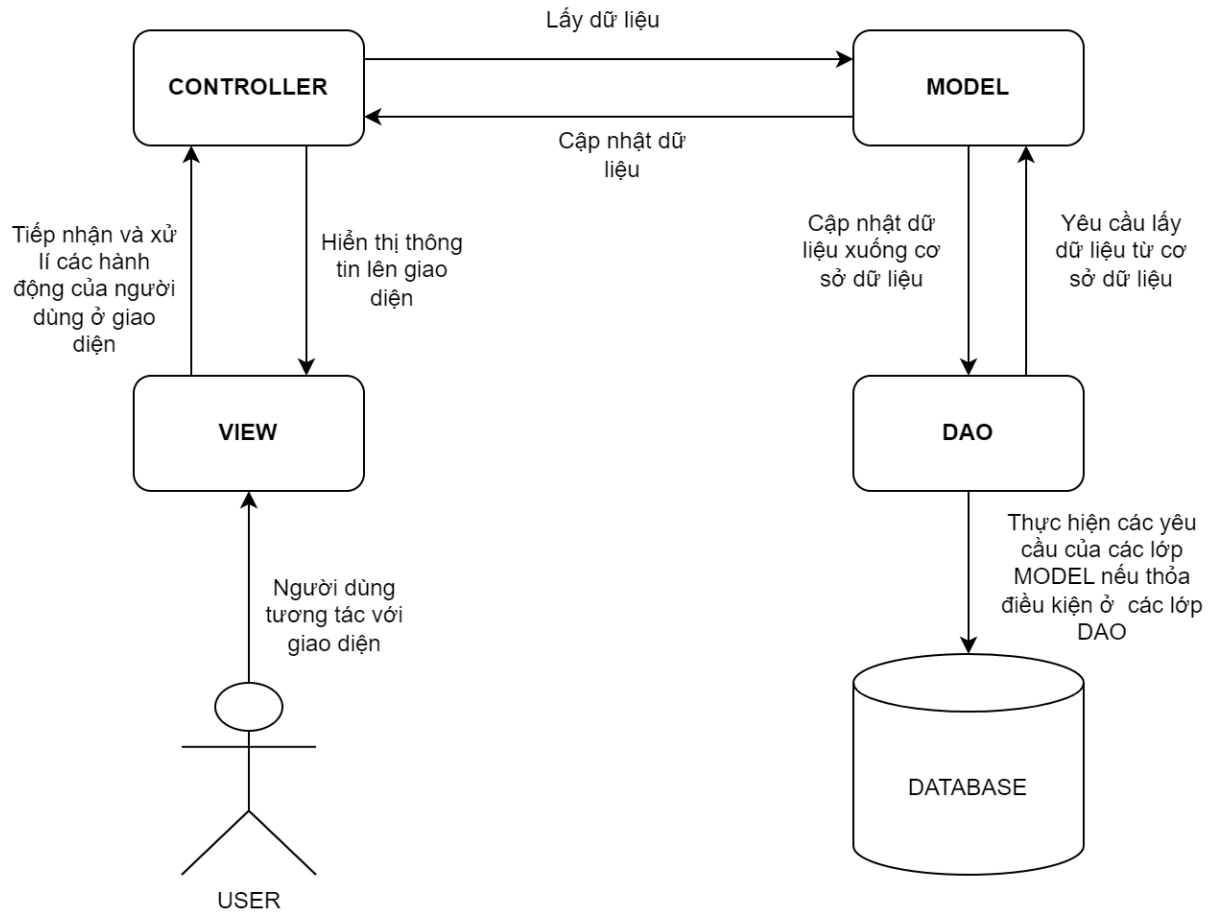 Lấy dữ liệu
CONTROLLER
MODEL
Cập nhật dữ
liệu
Tiếp nhận và xử
lí các hành
động của người
dùng ở giao
diện
Hiển thị thông
tin lên giao
diện
Cập nhật dữ
liệu xuống cơ
sở dữ liệu
Yêu cầu lấy
dữ liệu từ cơ
sở dữ liệu
VIEW
DAO
Người dùng
tương tác với
giao diện
Thực hiện các yêu
cầu của các lớp
MODEL nếu thỏa
điều kiện ở các lớp
DAO
DATABASE
USER